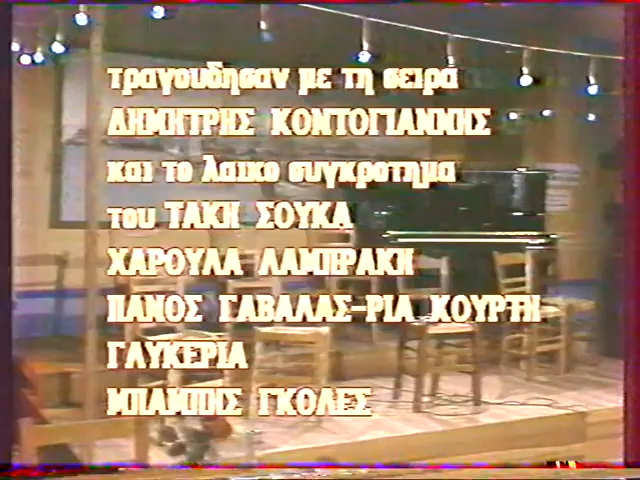 τραγουδησαν με τη σειρα
ΔΗΜΗΤΡΗΣ ΚΟΝΤΟΓΙΑΝΝΗΣ
και το λαικο συγκροτημα
του ΤΑΚΗ ΣΟΥΚΑ
ΧΑΡΟΥΛΑ ΛΑΜΠΡΑΚΗ
ΠΑΝΟΣ ΓΑΒΑΛΑΣ-ΡΙΑ ΚΟΥΡΤΗ
ΓΛΥΚΕΡΙΑ
ΜΠΑΜΠΗΣ ΓΚΟΛΕΣ